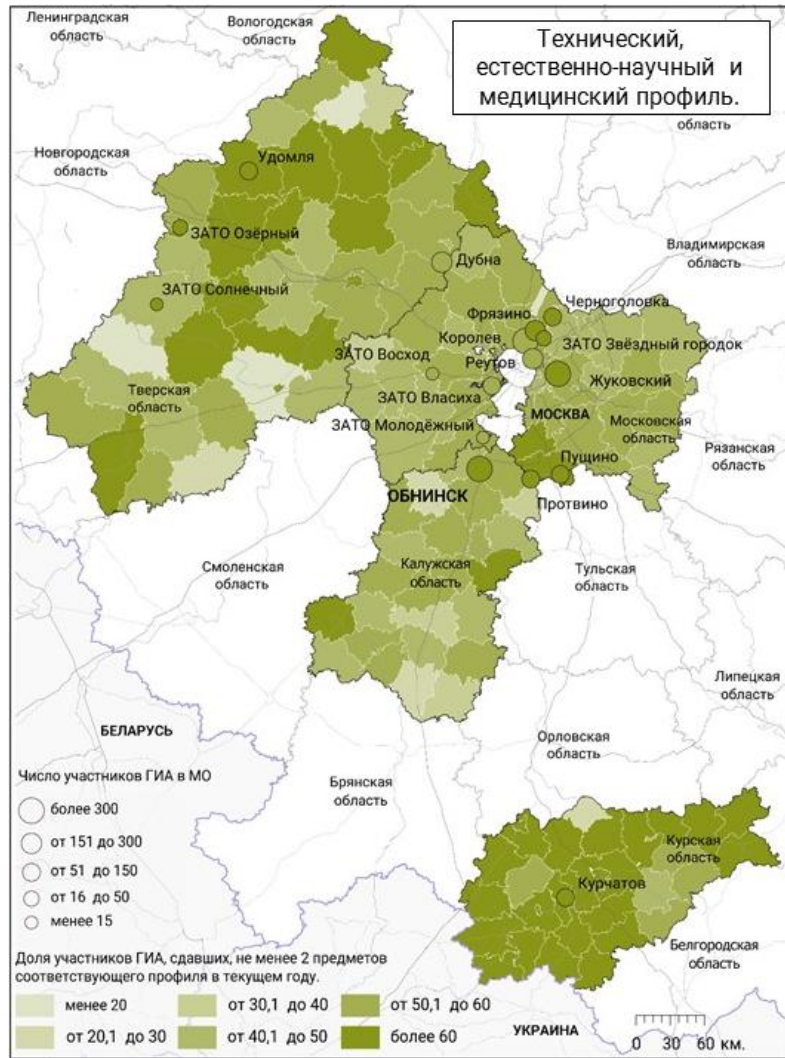 Ленинградская
область
Вологодская
область
Технический,
естественно-научный и
медицинский профиль.
область
Новгородская
область
Удомля
ЗАТО Озёрный
Дубна
Владимирская
область
ЗАТО Солнечный
Фрязино
Черноголовка
Королев
ЗАТО Звёздный городок
ЗАТО Восход
Реутов
Жуковский
Тверская
область
ЗАТО Власиха
МОСКВА
Московская
область
ЗАТО Молодёжный
Рязанская
область
Пущино
ОБНИНСК
Протвино
Смоленская
область
Калужская
область
Тульская
область
Липецкая
область
БЕЛАРУСЬ
Орловская
область
Брянская
область
Число участников ГИА в МО
более 300
от 151 до 300
от 51 до 150
от 16 до 50
менее 15
Курская
область
Курчатов
Белгородская
область
Доля участников ГИА, сдавших, не менее 2 предметов
соответствующего профиля в текущем году.
менее 20
от 30,1 до 40
от 50,1 до 60
от 20,1 до 30
от 40,1 до 50
более 60
УКРАИНА
0 30 60 км.